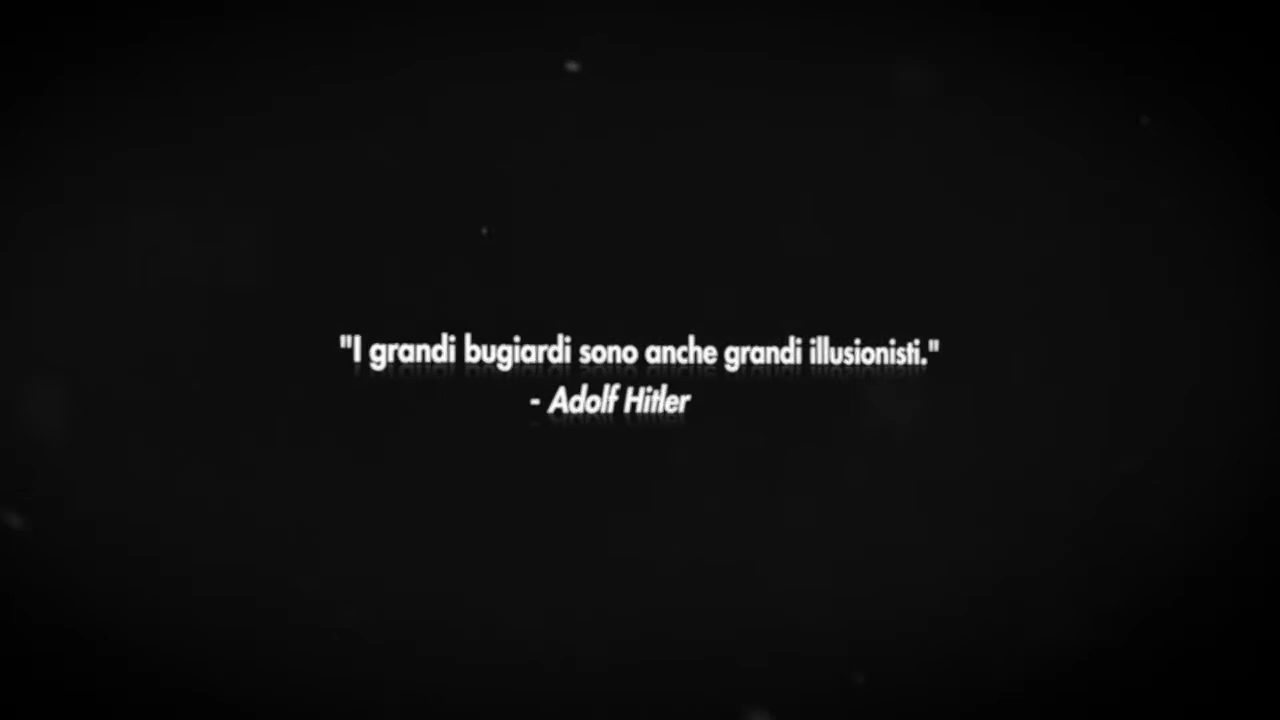 "I grandi bugiardi sono anche grandi illusionisti."
- Adolf Hitler